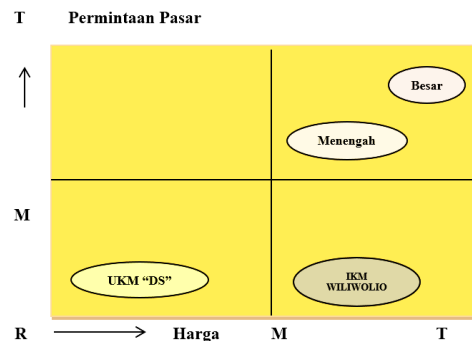 T Permintaan Pasar
Besar
Menengah
M
UKM “DS”
IKM
WILIWOLIO
R Harga M T